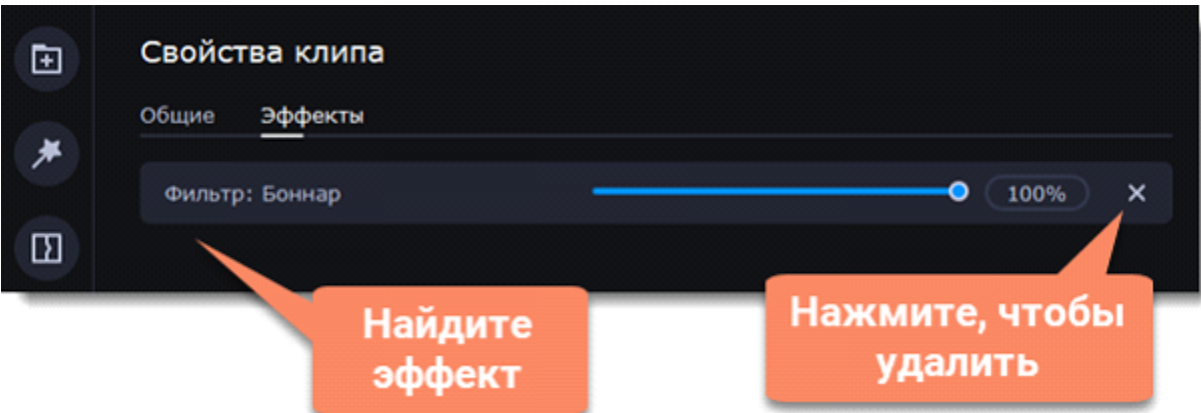 Свойства клипа
Общие Эффекты
Фильтр: Боннар 100%
Найдите
эффект
Нажмите, чтобы
удалить